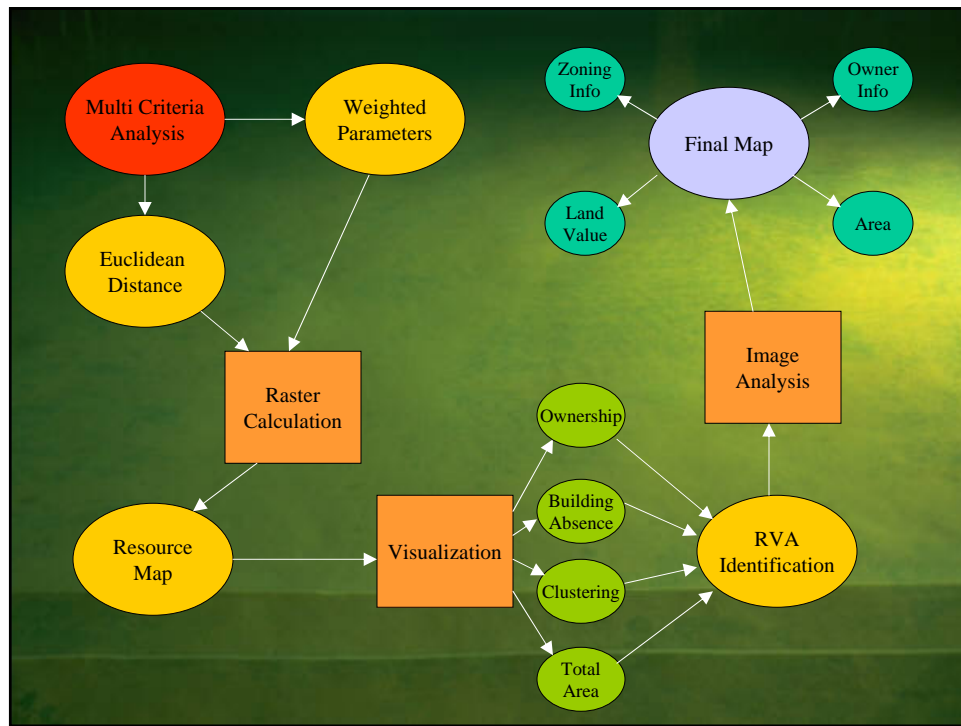 Multi Criteria
Analysis
Weighted
Parameters
Euclidean
Distance
Raster
Calculation
Resource
Map
Visualization
Ownership
Building
Absence
Clustering
Total
Area
RVA
Identification
Image
Analysis
Final Map
Zoning
Info
Owner
Info
Land
Value
Area